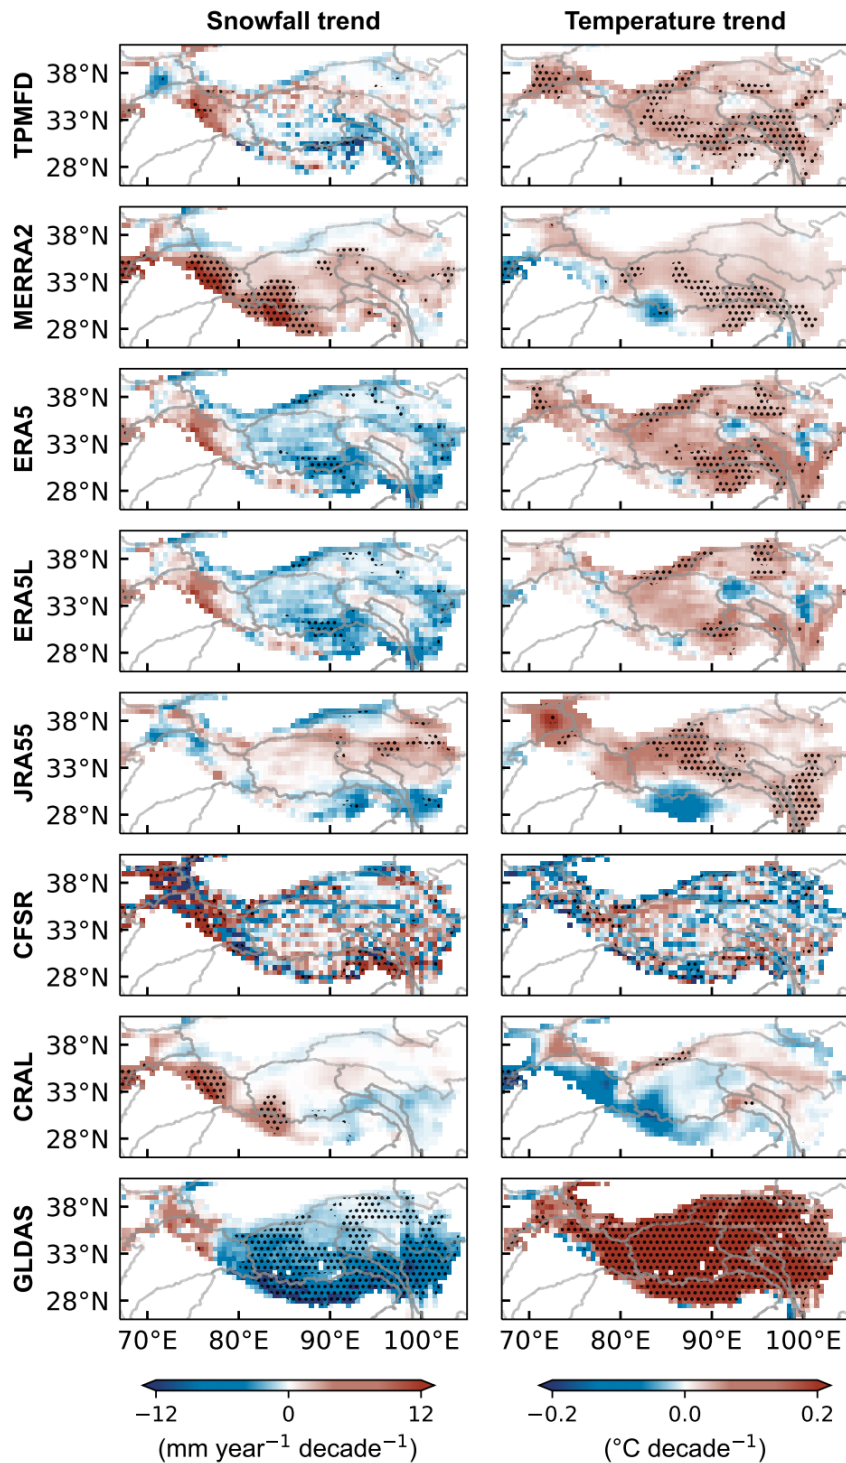 Snowfall trend Temperature trend
TPMFD
38°N
33°N
28°N
MERRA2
38°N
33°N
28°N
ERA5
38°N
33°N
28°N
ERA5L
38°N
33°N
28°N
JRA55
38°N
33°N
28°N
CFSR
38°N
33°N
28°N
CRAL
38°N
33°N
28°N
GLDAS
38°N
33°N
28°N
70°E 80°E 90°E 100°E 70°E 80°E 90°E 100°E
−12 0 12 −0.2 0.0 0.2
(mm year⁻¹ decade⁻¹) (°C decade⁻¹)